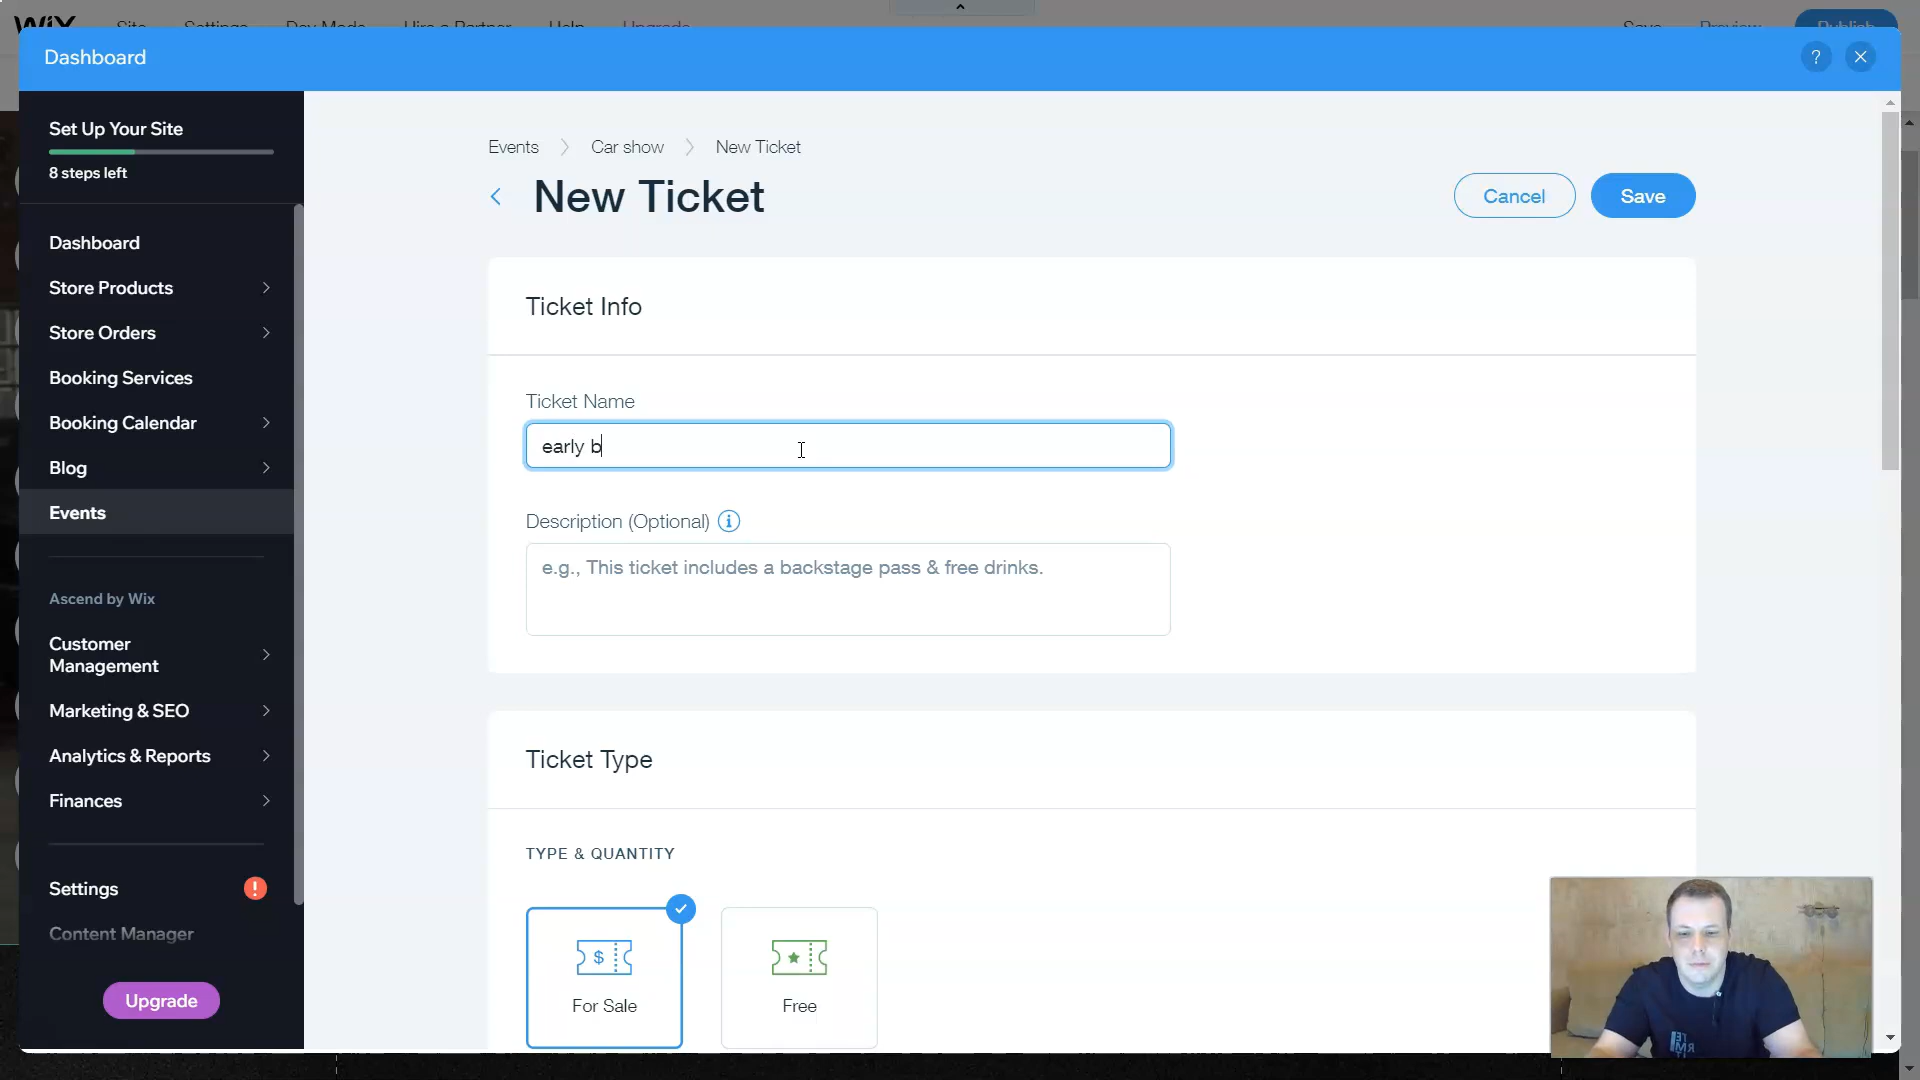 WiX Site Settings Dev Mode Hire a Partner Help Upgrade Save Preview Publish
Dashboard
?
Set Up Your Site
8 steps left
Dashboard
Store Products
Store Orders
Booking Services
Booking Calendar
Blog
Events
Ascend by Wix
Customer
Management
Marketing & SEO
Analytics & Reports
Finances
Settings
!
Content Manager
Upgrade
Events
Car show
New Ticket
New Ticket
Cancel
Save
Ticket Info
Ticket Name
early b
Description (Optional)
i
e.g., This ticket includes a backstage pass & free drinks.
Ticket Type
TYPE & QUANTITY
$
For Sale
Free